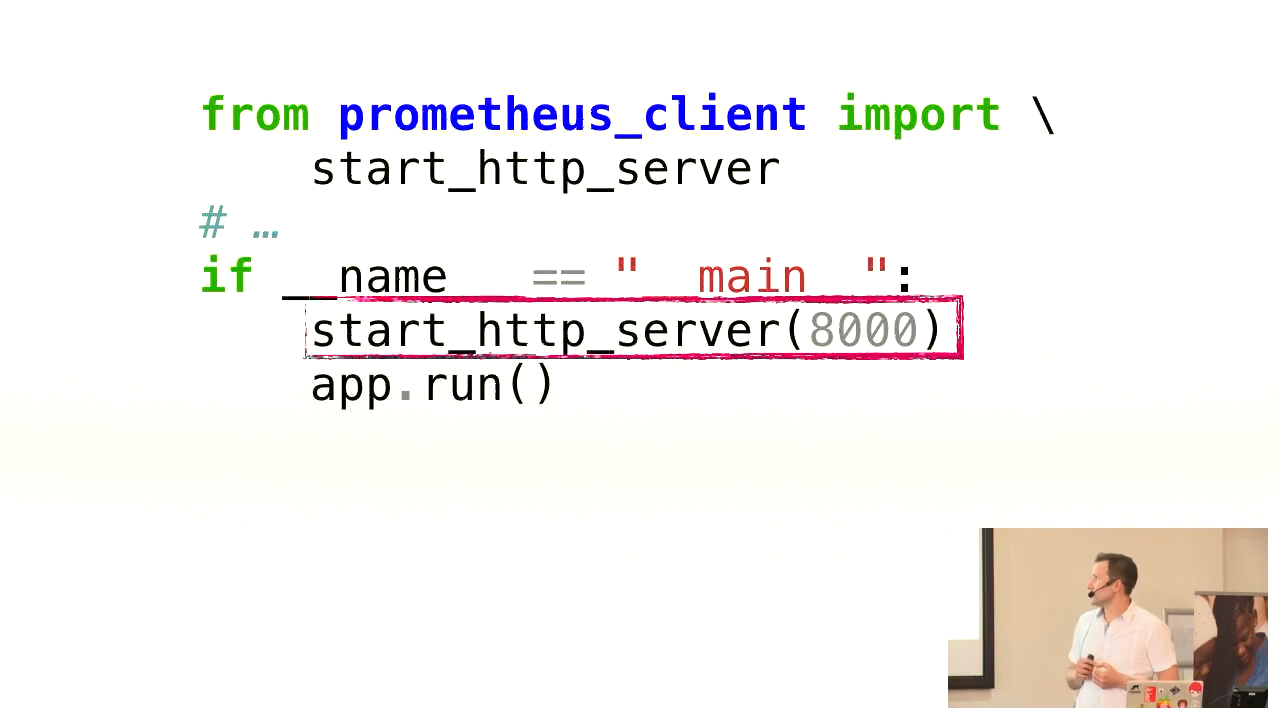 from prometheus_client import \
start_http_server
# …
if __name__ == "__main__":
start_http_server(8000)
app.run()